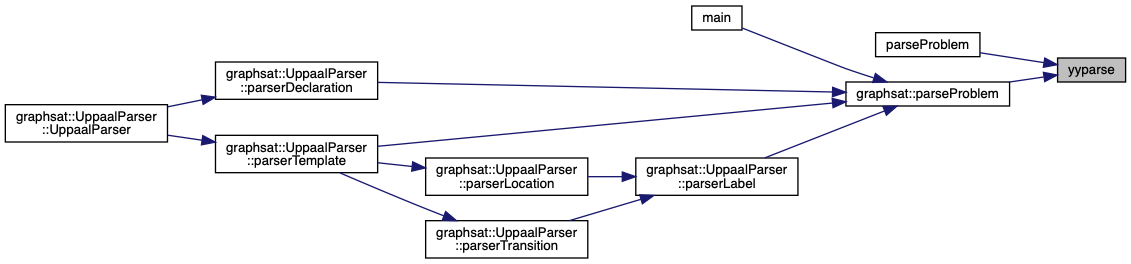 main
parseProblem
yyparse
graphsat::UppaalParser
::parserDeclaration
graphsat::parseProblem
graphsat::UppaalParser
::UppaalParser
graphsat::UppaalParser
::parserTemplate
graphsat::UppaalParser
::parserLocation
graphsat::UppaalParser
::parserLabel
graphsat::UppaalParser
::parserTransition